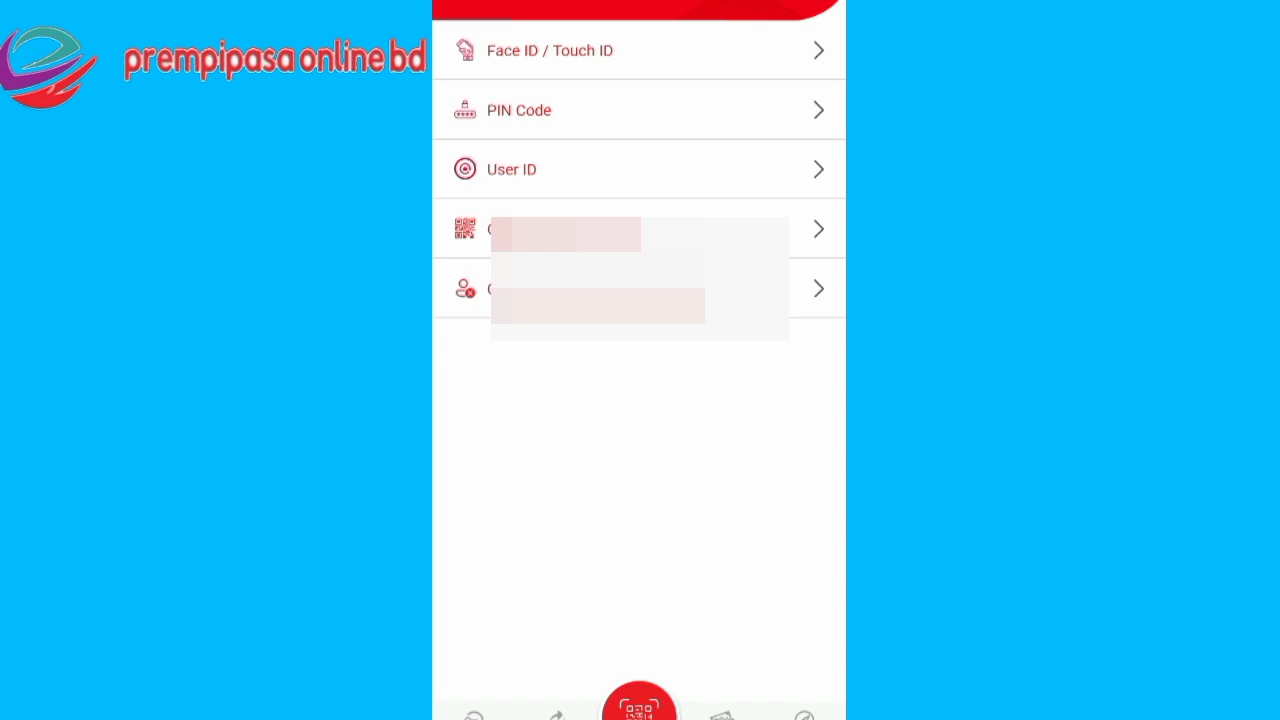 prempipasa online bd
Face ID / Touch ID
PIN Code
User ID